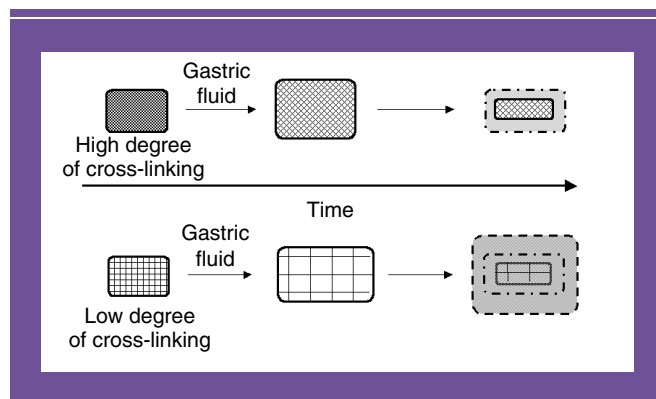 Gastric
fluid
High degree
of cross-linking
Time
Gastric
fluid
Low degree
of cross-linking